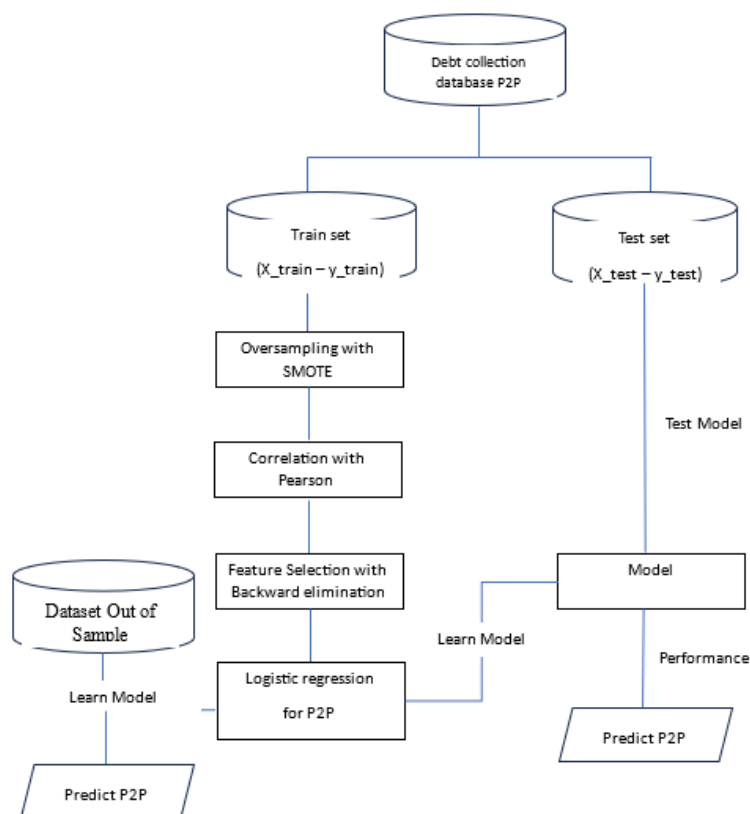 Debt collection
database P2P
Train set
(X_train – y_train)
Test set
(X_test – y_test)
Oversampling with
SMOTE
Test Model
Correlation with
Pearson
Feature Selection with
Backward elimination
Model
Dataset Out of
Sample
Learn Model
Performance
Logistic regression
for P2P
Learn Model
Predict P2P
Predict P2P